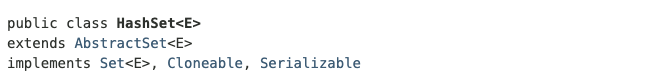 public class HashSet<E>
extends AbstractSet<E>
implements Set<E>, Cloneable, Serializable